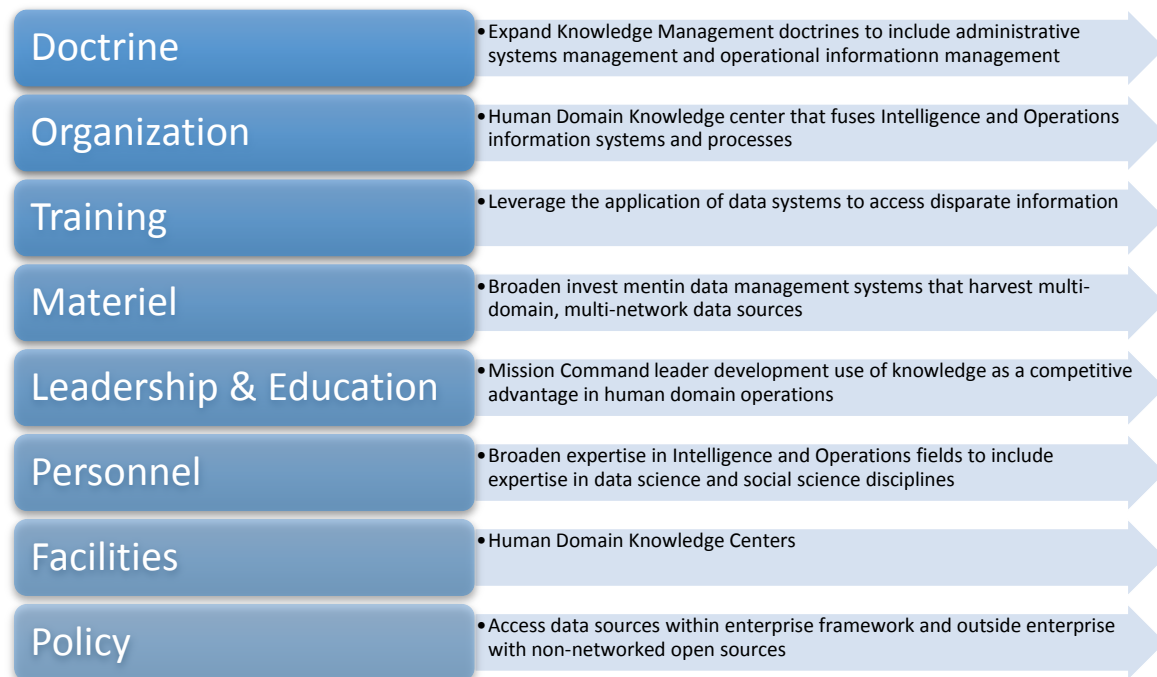 Doctrine
•Expand Knowledge Management doctrines to include administrative
systems management and operational informationn management
Organization
•Human Domain Knowledge center that fuses Intelligence and Operations
information systems and processes
Training
•Leverage the application of data systems to access disparate information
Materiel
•Broaden invest mentin data management systems that harvest multi-
domain, multi-network data sources
Leadership & Education
•Mission Command leader development use of knowledge as a competitive
advantage in human domain operations
Personnel
•Broaden expertise in Intelligence and Operations fields to include
expertise in data science and social science disciplines
Facilities
•Human Domain Knowledge Centers
Policy
•Access data sources within enterprise framework and outside enterprise
with non-networked open sources